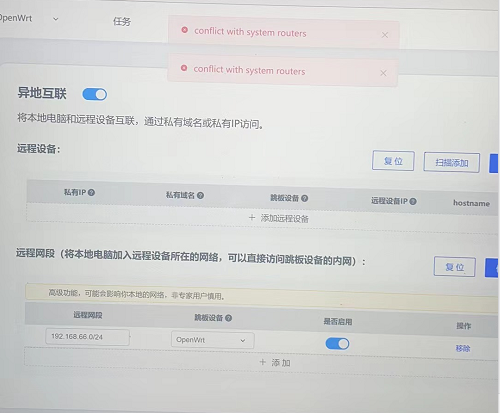 OpenWrt
任务
conflict with system routers
conflict with system routers
异地互联
将本地电脑和远程设备互联，通过私有域名或私有IP访问。
远程设备：
复 位
扫描添加
私有IP
私有域名
跳板设备
远程设备IP
hostname
＋ 添加远程设备
远程网段（将本地电脑加入远程设备所在的网络，可以直接访问跳板设备的内网）：
复 位
高级功能，可能会影响你本地的网络，非专家用户慎用。
远程网段
跳板设备
是否启用
操作
192.168.66.0/24
OpenWrt
移除
＋ 添 加